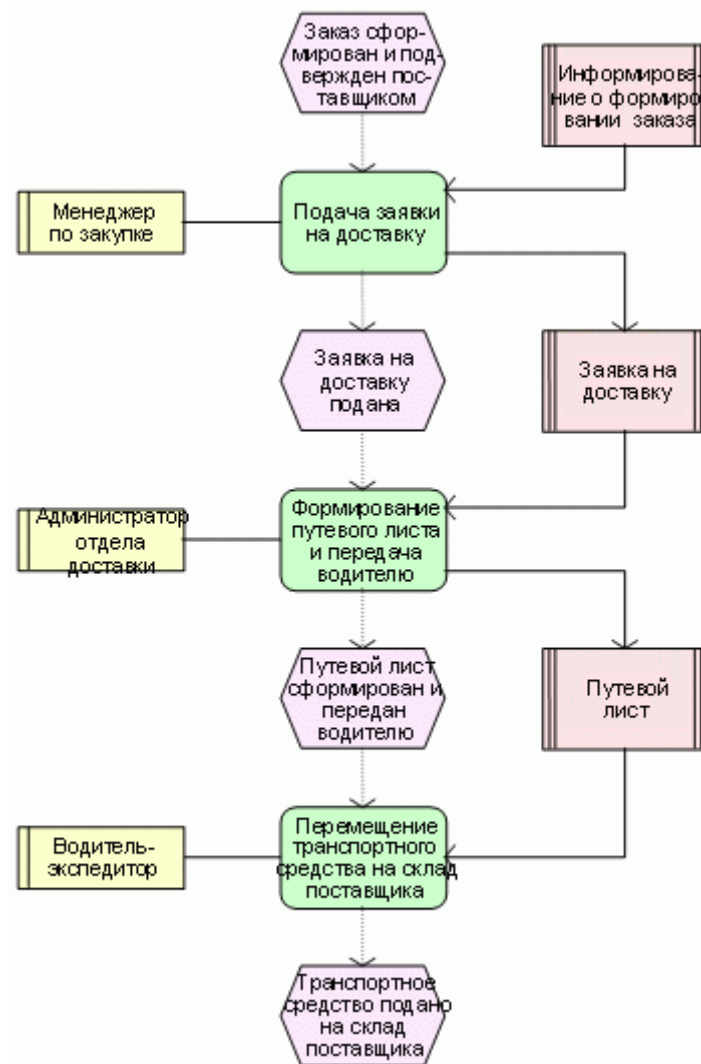 Заказ сфор-
мирован и под-
вержден пос-
тавщиком
Информирова-
ние о формиро-
вании заказа
Менеджер
по закупке
Подача заявки
на доставку
Заявка на
доставку
подана
Заявка на
доставку
Администратор
отдела
доставки
Формирование
путевого листа
и передача
водителю
Путевой лист
сформирован и
передан
водителю
Путевой
лист
Водитель-
экспедитор
Перемещение
транспортного
средства на склад
поставщика
Транспортное
средство подано
на склад
поставщика